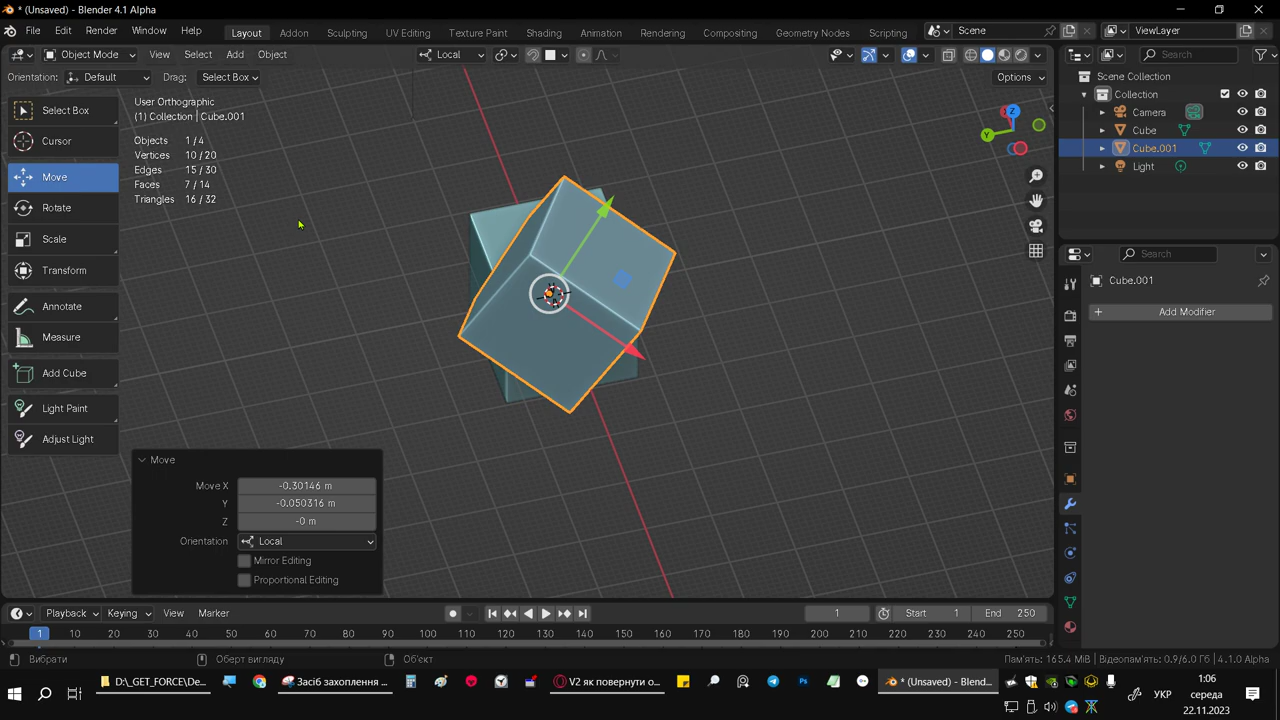 * (Unsaved) - Blender 4.1 Alpha
File Edit Render Window Help Layout Addon Sculpting UV Editing Texture Paint Shading Animation Rendering Compositing Geometry Nodes Scripting Scene ViewLayer
Object Mode View Select Add Object Local Search
Orientation: Default Drag: Select Box Options
Scene Collection
Collection
Camera
Cube
Cube.001
Light
User Orthographic
(1) Collection | Cube.001
Objects 1/4
Vertices 10/20
Edges 15/30
Faces 7/14
Triangles 16/32
Select Box
Cursor
Move
Rotate
Scale
Transform
Annotate
Measure
Add Cube
Light Paint
Adjust Light
Z
Y
Search
Cube.001
+ Add Modifier
Move
Move X -0.30146 m
Y -0.050316 m
Z -0 m
Orientation Local
Mirror Editing
Proportional Editing
Playback Keying View Marker 1 Start 1 End 250
1 10 20 30 40 50 60 70 80 90 100 110 120 130 140 150 160 170 180 190 200 210 220 230 240 250
Вибрати Оберт вигляду Об'єкт Пам'ять: 165.4 MiB | Відеопам'ять: 0.9/6.0 Гб | 4.1.0 Alpha
D:\_GET_FORCE\De... Засіб захоплення ... V2 як повернути о... * (Unsaved) - Blend... УКР
1:06
середа
22.11.2023